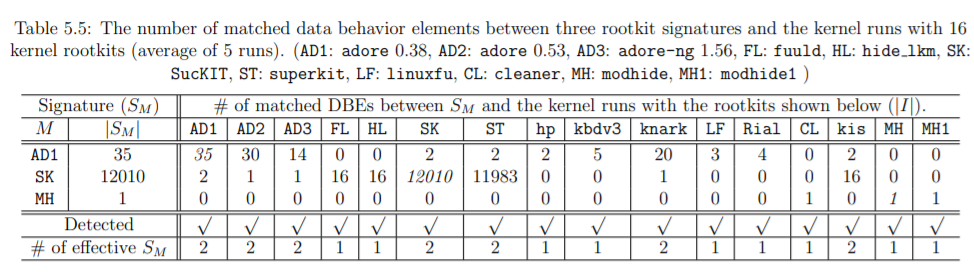 Table 5.5: The number of matched data behavior elements between three rootkit signatures and the kernel runs with 16
kernel rootkits (average of 5 runs). (AD1: adore 0.38, AD2: adore 0.53, AD3: adore-ng 1.56, FL: fuuld, HL: hide_lkm, SK:
SucKIT, ST: superkit, LF: linuxfu, CL: cleaner, MH: modhide, MH1: modhide1 )
Signature (SM) # of matched DBEs between SM and the kernel runs with the rootkits shown below (|I|).
M |SM| AD1 AD2 AD3 FL HL SK ST hp kbdv3 knark LF Rial CL kis MH MH1
AD1 35 35 30 14 0 0 2 2 2 5 20 3 4 0 2 0 0
SK 12010 2 1 1 16 16 12010 11983 0 0 1 0 0 0 16 0 0
MH 1 0 0 0 0 0 0 0 0 0 0 0 0 1 0 1 1
Detected √ √ √ √ √ √ √ √ √ √ √ √ √ √ √ √
# of effective SM 2 2 2 1 1 2 2 1 1 2 1 1 1 2 1 1